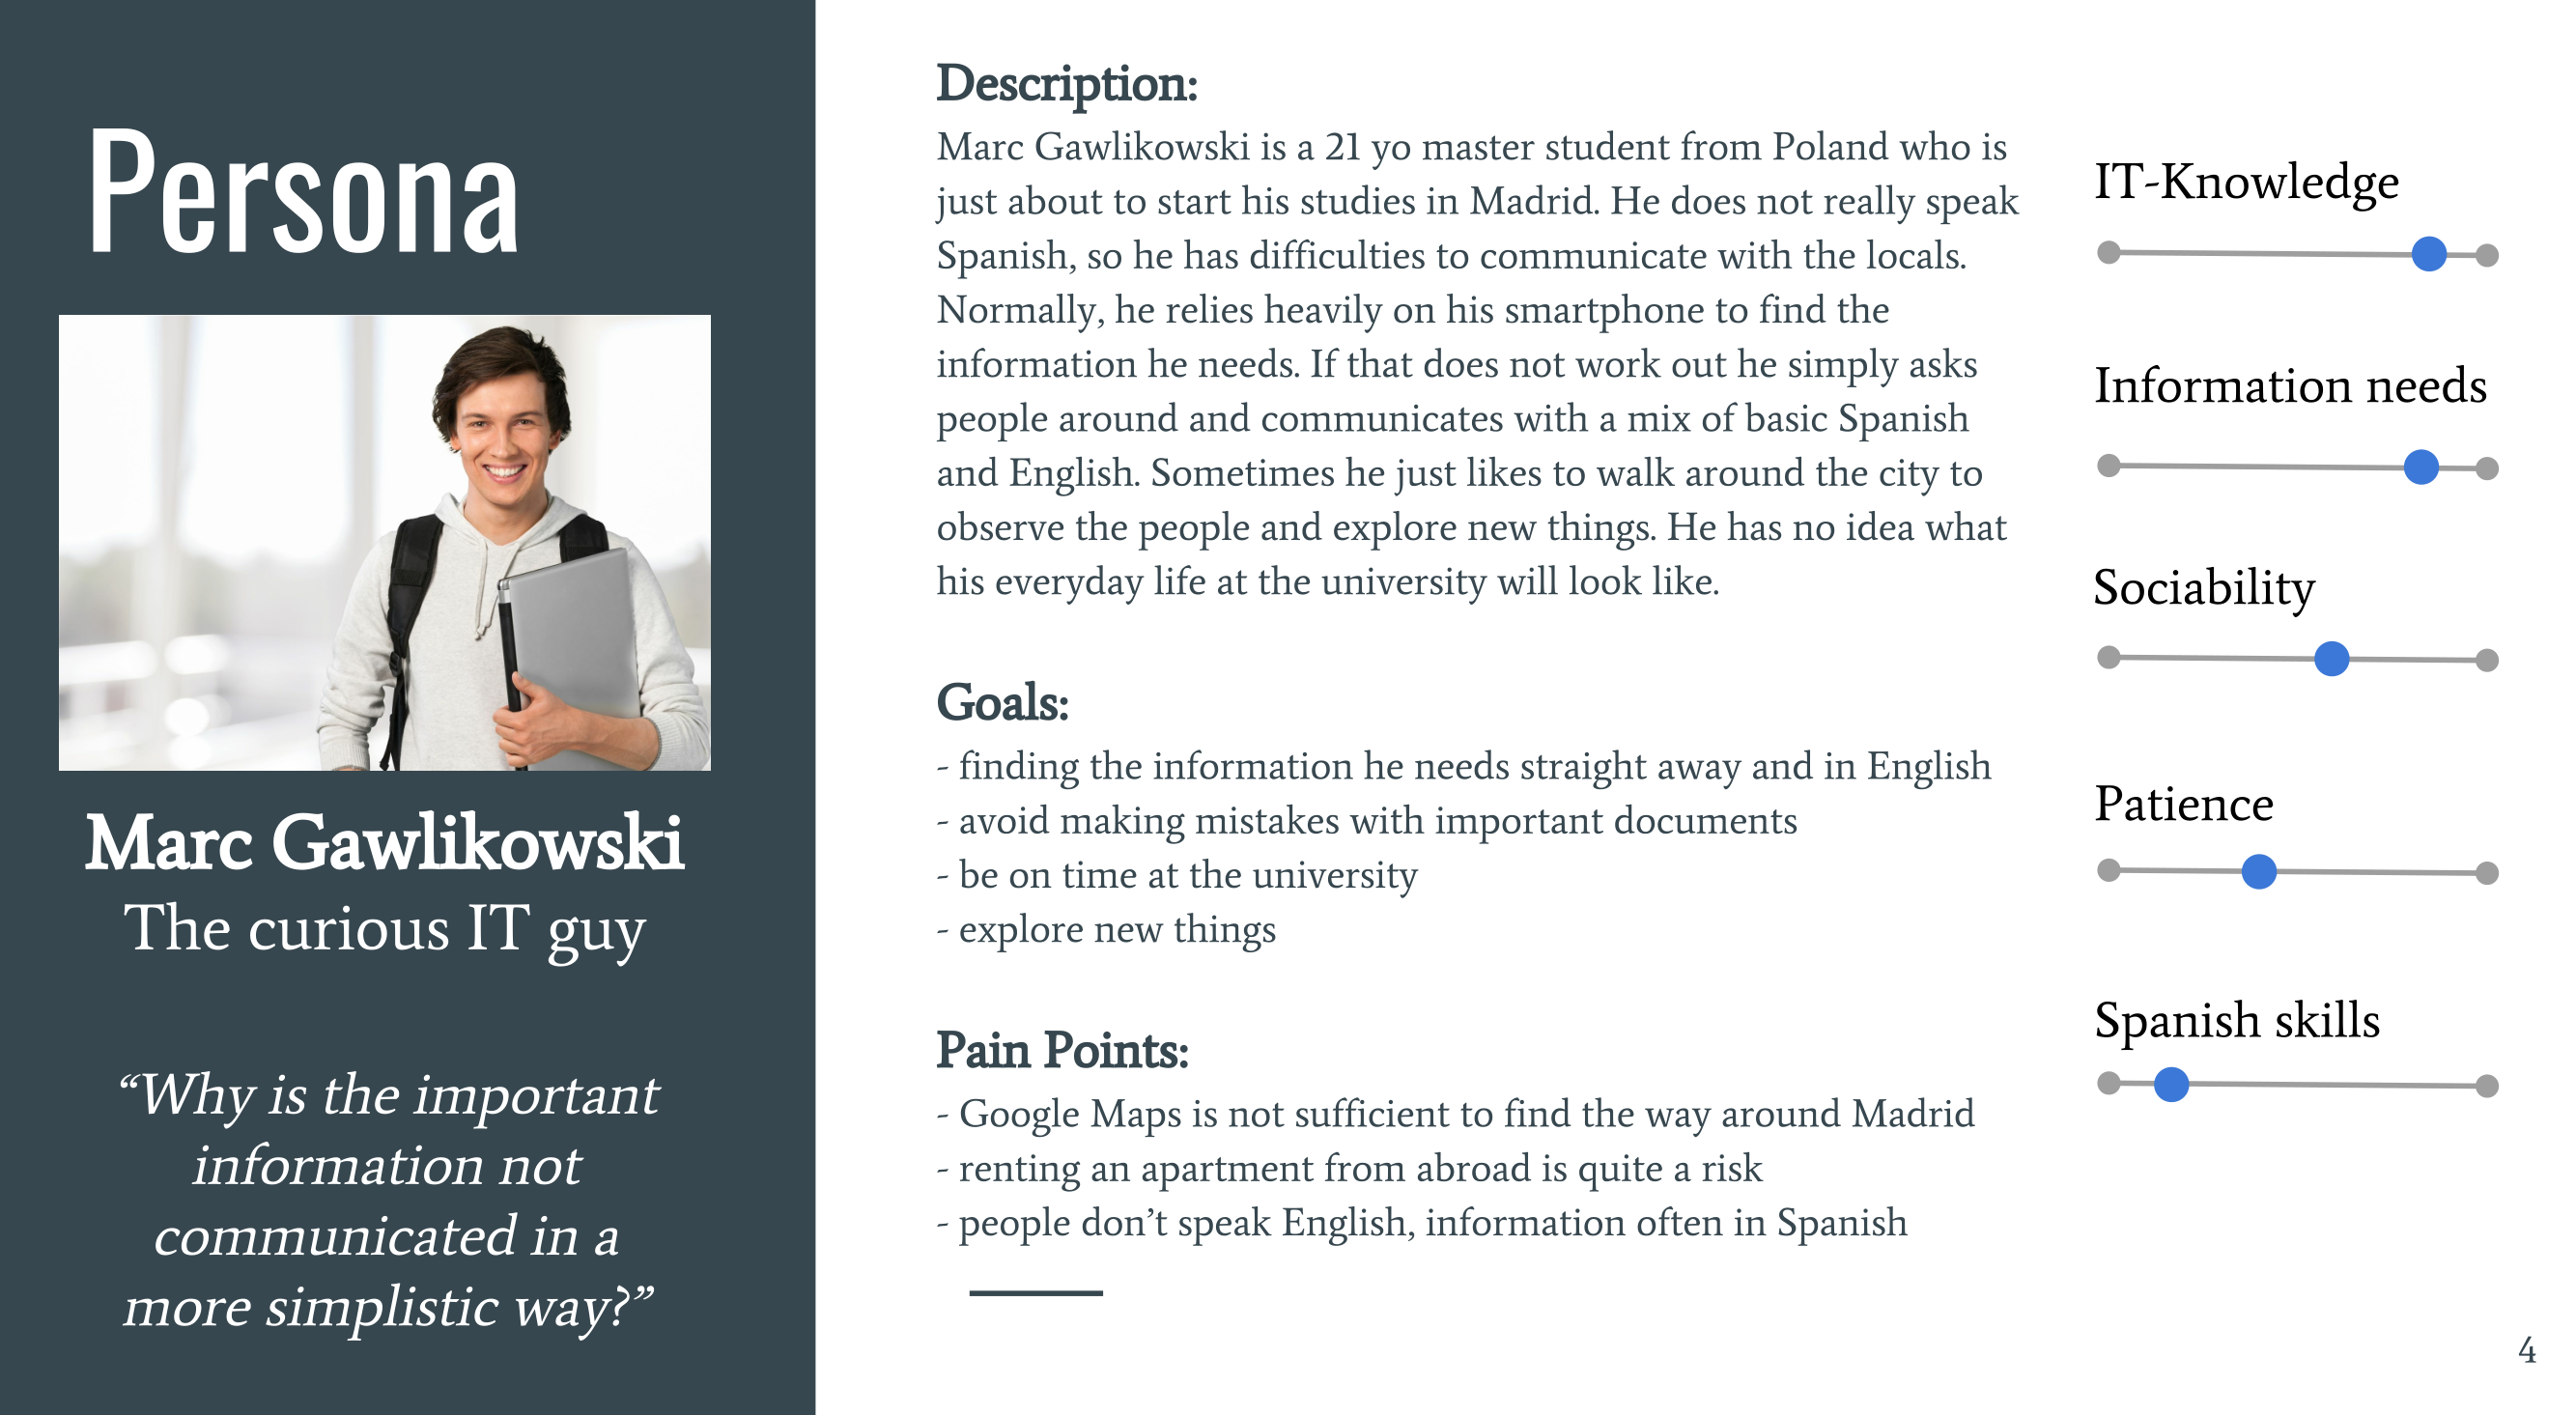 Persona
Marc Gawlikowski
The curious IT guy
“Why is the important
information not
communicated in a
more simplistic way?”
Description:
Marc Gawlikowski is a 21 yo master student from Poland who is
just about to start his studies in Madrid. He does not really speak
Spanish, so he has difficulties to communicate with the locals.
Normally, he relies heavily on his smartphone to find the
information he needs. If that does not work out he simply asks
people around and communicates with a mix of basic Spanish
and English. Sometimes he just likes to walk around the city to
observe the people and explore new things. He has no idea what
his everyday life at the university will look like.
Goals:
- finding the information he needs straight away and in English
- avoid making mistakes with important documents
- be on time at the university
- explore new things
Pain Points:
- Google Maps is not sufficient to find the way around Madrid
- renting an apartment from abroad is quite a risk
- people don’t speak English, information often in Spanish
IT-Knowledge
Information needs
Sociability
Patience
Spanish skills
4